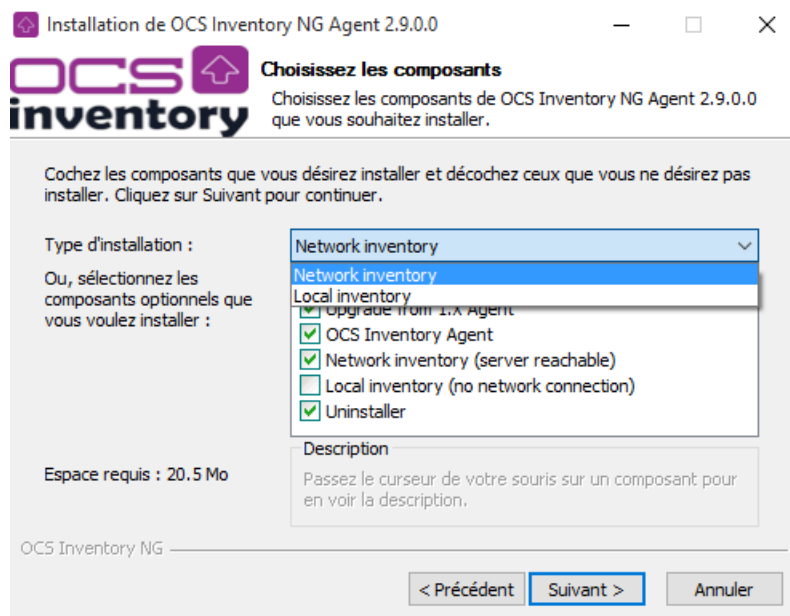 Installation de OCS Inventory NG Agent 2.9.0.0
OCS
inventory
Choisissez les composants
Choisissez les composants de OCS Inventory NG Agent 2.9.0.0
que vous souhaitez installer.
Cochez les composants que vous désirez installer et décochez ceux que vous ne désirez pas
installer. Cliquez sur Suivant pour continuer.
Type d'installation :
Network inventory
Network inventory
Local inventory
Ou, sélectionnez les
composants optionnels que
vous voulez installer :
Upgrade from 1.x Agent
OCS Inventory Agent
Network inventory (server reachable)
Local inventory (no network connection)
Uninstaller
Espace requis : 20.5 Mo
Description
Passez le curseur de votre souris sur un composant pour
en voir la description.
OCS Inventory NG
< Précédent
Suivant >
Annuler